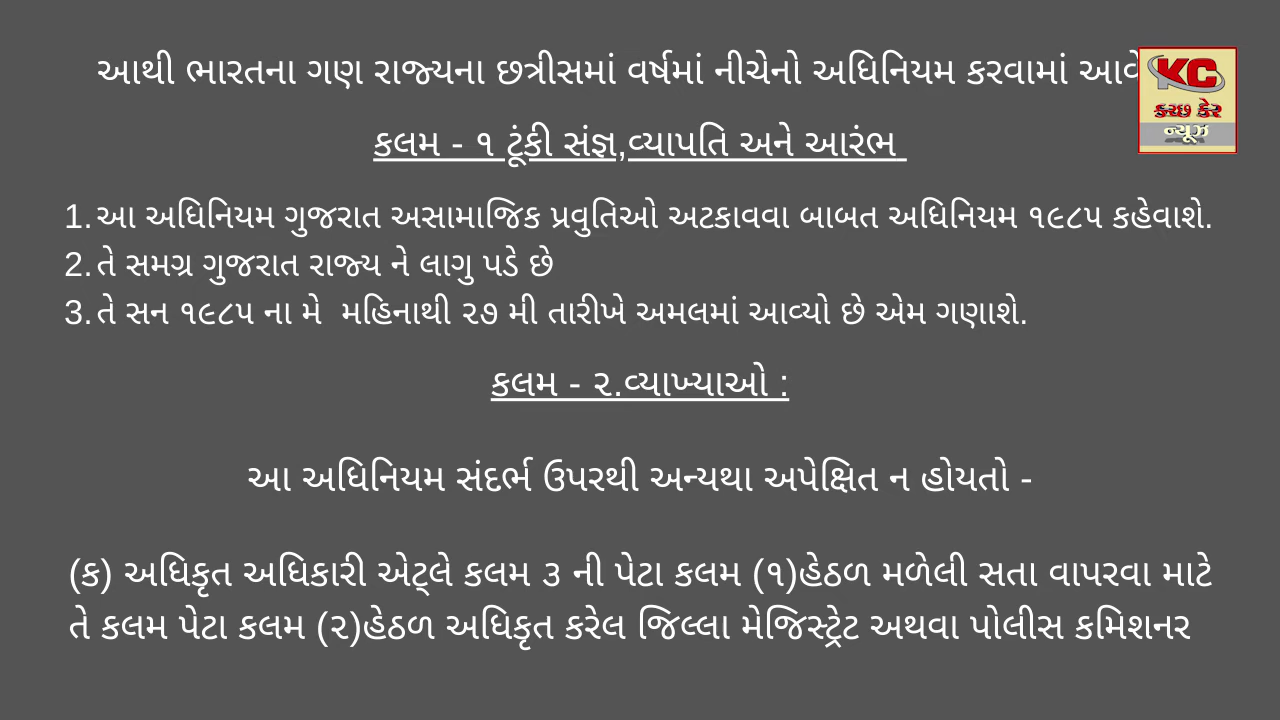 આથી ભારતના ગણ રાજ્યના છત્રીસમાં વર્ષમાં નીચેનો અધિનિયમ કરવામાં
KC
કચ્છ કેર
ન્યૂઝ
કલમ - ૧ ટૂંકી સંજ્ઞ,વ્યાપતિ અને આરંભ
1. આ અધિનિયમ ગુજરાત અસામાજિક પ્રવુતિઓ અટકાવવા બાબત અધિનિયમ ૧૯૮૫ કહેવાશે.
2. તે સમગ્ર ગુજરાત રાજ્ય ને લાગુ પડે છે
3. તે સન ૧૯૮૫ ના મે મહિનાથી ૨૭ મી તારીખે અમલમાં આવ્યો છે એમ ગણાશે.
કલમ - ૨.વ્યાખ્યાઓ :
આ અધિનિયમ સંદર્ભ ઉપરથી અન્યથા અપેક્ષિત ન હોયતો -
(ક) અધિકૃત અધિકારી એટ્લે કલમ ૩ ની પેટા કલમ (૧)હેઠળ મળેલી સતા વાપરવા માટે
તે કલમ પેટા કલમ (૨)હેઠળ અધિકૃત કરેલ જિલ્લા મેજિસ્ટ્રેટ અથવા પોલીસ કમિશનર